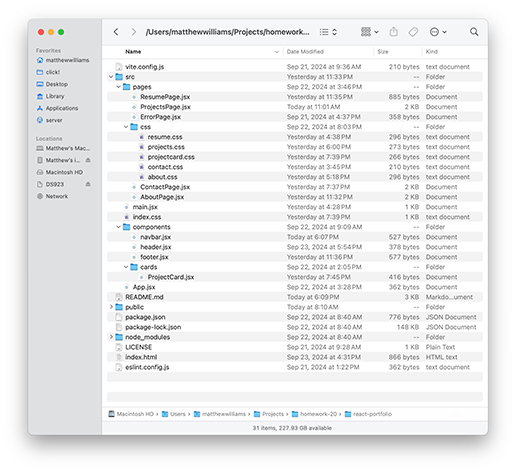 /Users/matthewwilliams/Projects/homework...
Favorites
matthewwilliams
click!
Desktop
Library
Applications
server
Locations
Matthew's Mac...
Matthew's i...
Macintosh HD
DS923
Network
Name Date Modified Size Kind
vite.config.js Sep 21, 2024 at 9:36 AM 210 bytes text document
src Yesterday at 11:33 PM -- Folder
pages Sep 22, 2024 at 3:46 PM -- Folder
ResumePage.jsx Yesterday at 11:35 PM 885 bytes Document
ProjectsPage.jsx Today at 11:01 AM 2 KB Document
ErrorPage.jsx Sep 21, 2024 at 4:37 PM 358 bytes Document
css Sep 22, 2024 at 8:03 PM -- Folder
resume.css Yesterday at 4:38 PM 296 bytes text document
projects.css Yesterday at 6:00 PM 273 bytes text document
projectcard.css Yesterday at 7:39 PM 266 bytes text document
contact.css Yesterday at 3:45 PM 210 bytes text document
about.css Yesterday at 5:18 PM 296 bytes text document
ContactPage.jsx Yesterday at 7:37 PM 2 KB Document
AboutPage.jsx Yesterday at 11:32 PM 2 KB Document
main.jsx Yesterday at 4:28 PM 1 KB Document
index.css Yesterday at 7:39 PM 1 KB text document
components Sep 22, 2024 at 9:09 AM -- Folder
navbar.jsx Today at 6:07 PM 527 bytes Document
header.jsx Sep 23, 2024 at 5:54 PM 378 bytes Document
footer.jsx Yesterday at 11:36 PM 577 bytes Document
cards Sep 22, 2024 at 2:05 PM -- Folder
ProjectCard.jsx Yesterday at 7:45 PM 416 bytes Document
App.jsx Sep 22, 2024 at 3:28 PM 362 bytes Document
README.md Today at 6:09 PM 3 KB Markdo...ument
public Today at 8:10 AM -- Folder
package.json Sep 22, 2024 at 8:40 AM 776 bytes JSON Document
package-lock.json Sep 22, 2024 at 8:40 AM 148 KB JSON Document
node_modules Sep 22, 2024 at 8:40 AM -- Folder
LICENSE Sep 21, 2024 at 9:28 AM 1 KB Plain Text
index.html Sep 23, 2024 at 4:31 PM 866 bytes HTML text
eslint.config.js Sep 21, 2024 at 1:22 PM 362 bytes text document
Macintosh HD Users matthewwilliams Projects homework-20 react-portfolio
31 items, 227.93 GB available